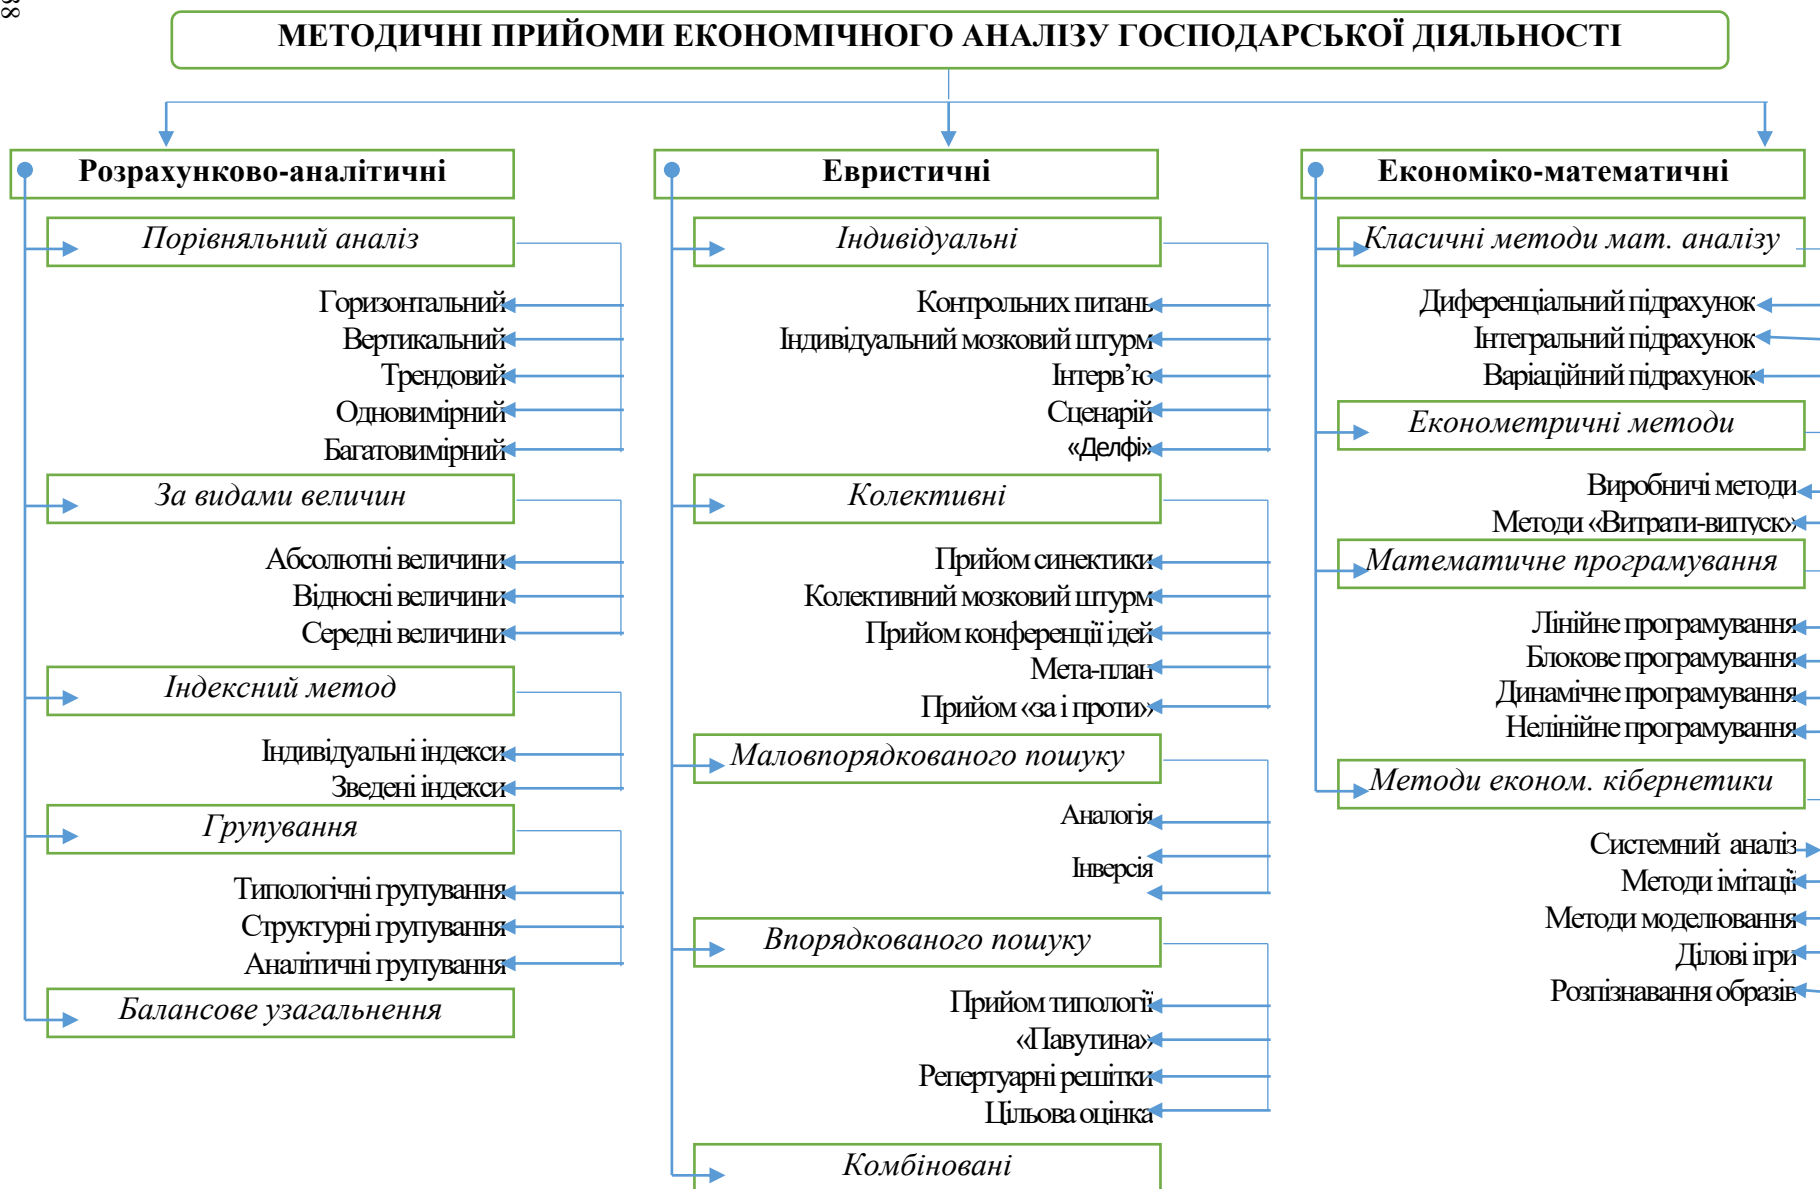 38
МЕТОДИЧНІ ПРИЙОМИ ЕКОНОМІЧНОГО АНАЛІЗУ ГОСПОДАРСЬКОЇ ДІЯЛЬНОСТІ
Розрахунково-аналітичні
Порівняльний аналіз
Горизонтальний
Вертикальний
Трендовий
Одновимірний
Багатовимірний
За видами величин
Абсолютні величини
Відносні величини
Середні величини
Індексний метод
Індивідуальні індекси
Зведені індекси
Групування
Типологічні групування
Структурні групування
Аналітичні групування
Балансове узагальнення
Евристичні
Індивідуальні
Контрольних питань
Індивідуальний мозковий штурм
Інтерв’ю
Сценарій
«Делфі»
Колективні
Прийом синектики
Колективний мозковий штурм
Прийом конференції ідей
Мета-план
Прийом «за і проти»
Маловпорядкованого пошуку
Аналогія
Інверсія
Впорядкованого пошуку
Прийом типології
«Павутина»
Репертуарні решітки
Цільова оцінка
Комбіновані
Економіко-математичні
Класичні методи мат. аналізу
Диференціальний підрахунок
Інтегральний підрахунок
Варіаційний підрахунок
Економетричні методи
Виробничі методи
Методи «Витрати-випуск»
Математичне програмування
Лінійне програмування
Блокове програмування
Динамічне програмування
Нелінійне програмування
Методи економ. кібернетики
Системний аналіз
Методи імітації
Методи моделювання
Ділові ігри
Розпізнавання образів